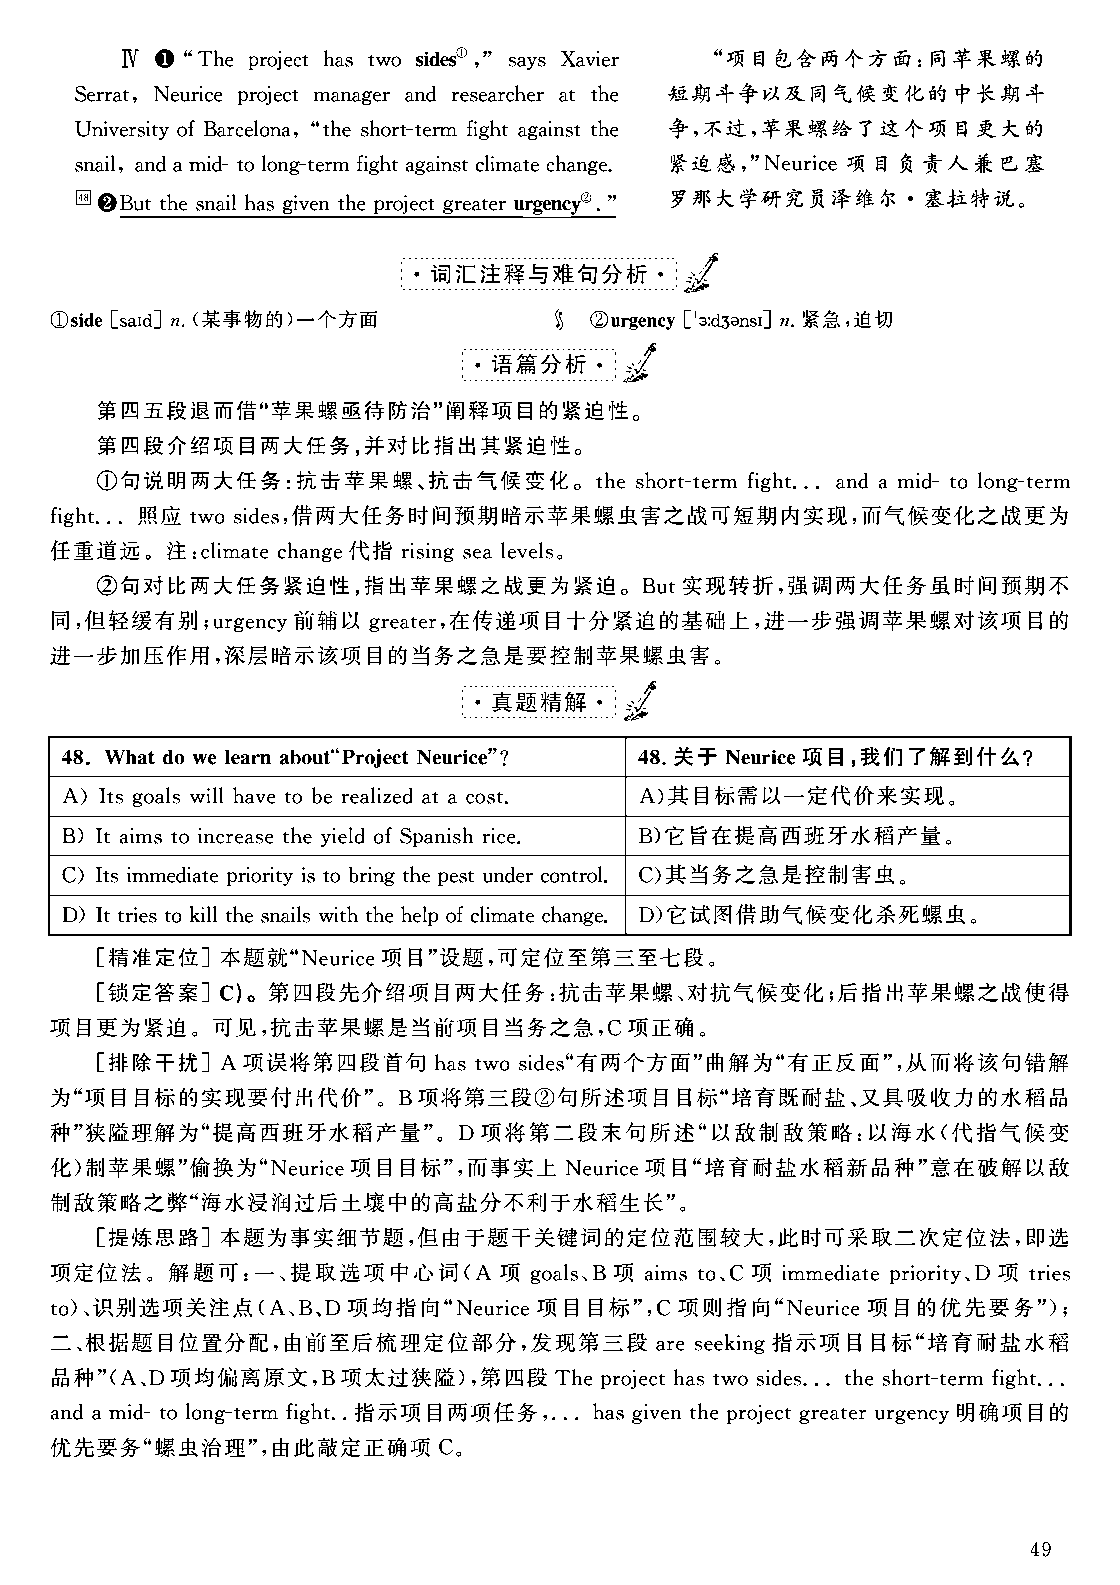 Ⅳ ❶“The project has two sides①,” says Xavier
Serrat, Neurice project manager and researcher at the
University of Barcelona, “the short-term fight against the
snail, and a mid- to long-term fight against climate change.
48 ❷But the snail has given the project greater urgency②.”
“项目包含两个方面:同苹果螺的
短期斗争以及同气候变化的中长期斗
争,不过,苹果螺给了这个项目更大的
紧迫感,”Neurice 项目负责人兼巴塞
罗那大学研究员泽维尔·塞拉特说。
·词汇注释与难句分析·
①side [saɪd] n. (某事物的)一个方面
②urgency [ˈɜːdʒənsɪ] n. 紧急,迫切
·语篇分析·
第四五段退而借“苹果螺亟待防治”阐释项目的紧迫性。
第四段介绍项目两大任务,并对比指出其紧迫性。
①句说明两大任务:抗击苹果螺、抗击气候变化。the short-term fight... and a mid- to long-term
fight... 照应 two sides,借两大任务时间预期暗示苹果螺虫害之战可短期内实现,而气候变化之战更为
任重道远。注:climate change 代指 rising sea levels。
②句对比两大任务紧迫性,指出苹果螺之战更为紧迫。But 实现转折,强调两大任务虽时间预期不
同,但轻缓有别;urgency 前辅以 greater,在传递项目十分紧迫的基础上,进一步强调苹果螺对该项目的
进一步加压作用,深层暗示该项目的当务之急是要控制苹果螺虫害。
·真题精解·
48. What do we learn about“Project Neurice”?
48. 关于 Neurice 项目,我们了解到什么?
A) Its goals will have to be realized at a cost.
A)其目标需以一定代价来实现。
B) It aims to increase the yield of Spanish rice.
B)它旨在提高西班牙水稻产量。
C) Its immediate priority is to bring the pest under control.
C)其当务之急是控制害虫。
D) It tries to kill the snails with the help of climate change.
D)它试图借助气候变化杀死螺虫。
[精准定位] 本题就“Neurice 项目”设题,可定位至第三至七段。
[锁定答案] C)。第四段先介绍项目两大任务:抗击苹果螺、对抗气候变化;后指出苹果螺之战使得
项目更为紧迫。可见,抗击苹果螺是当前项目当务之急,C 项正确。
[排除干扰] A 项误将第四段首句 has two sides“有两个方面”曲解为“有正反面”,从而将该句错解
为“项目目标的实现要付出代价”。B 项将第三段②句所述项目目标“培育既耐盐、又具吸收力的水稻品
种”狭隘理解为“提高西班牙水稻产量”。D 项将第二段末句所述“以敌制敌策略:以海水(代指气候变
化)制苹果螺”偷换为“Neurice 项目目标”,而事实上 Neurice 项目“培育耐盐水稻新品种”意在破解以敌
制敌策略之弊“海水浸润过后土壤中的高盐分不利于水稻生长”。
[提炼思路] 本题为事实细节题,但由于题干关键词的定位范围较大,此时可采取二次定位法,即选
项定位法。解题可:一、提取选项中心词(A 项 goals、B 项 aims to、C 项 immediate priority、D 项 tries
to)、识别选项关注点(A、B、D 项均指向“Neurice 项目目标”,C 项则指向“Neurice 项目的优先要务”);
二、根据题目位置分配,由前至后梳理定位部分,发现第三段 are seeking 指示项目目标“培育耐盐水稻
品种”(A、D 项均偏离原文,B 项太过狭隘),第四段 The project has two sides... the short-term fight...
and a mid- to long-term fight.. 指示项目两项任务,... has given the project greater urgency 明确项目的
优先要务“螺虫治理”,由此敲定正确项 C。
49